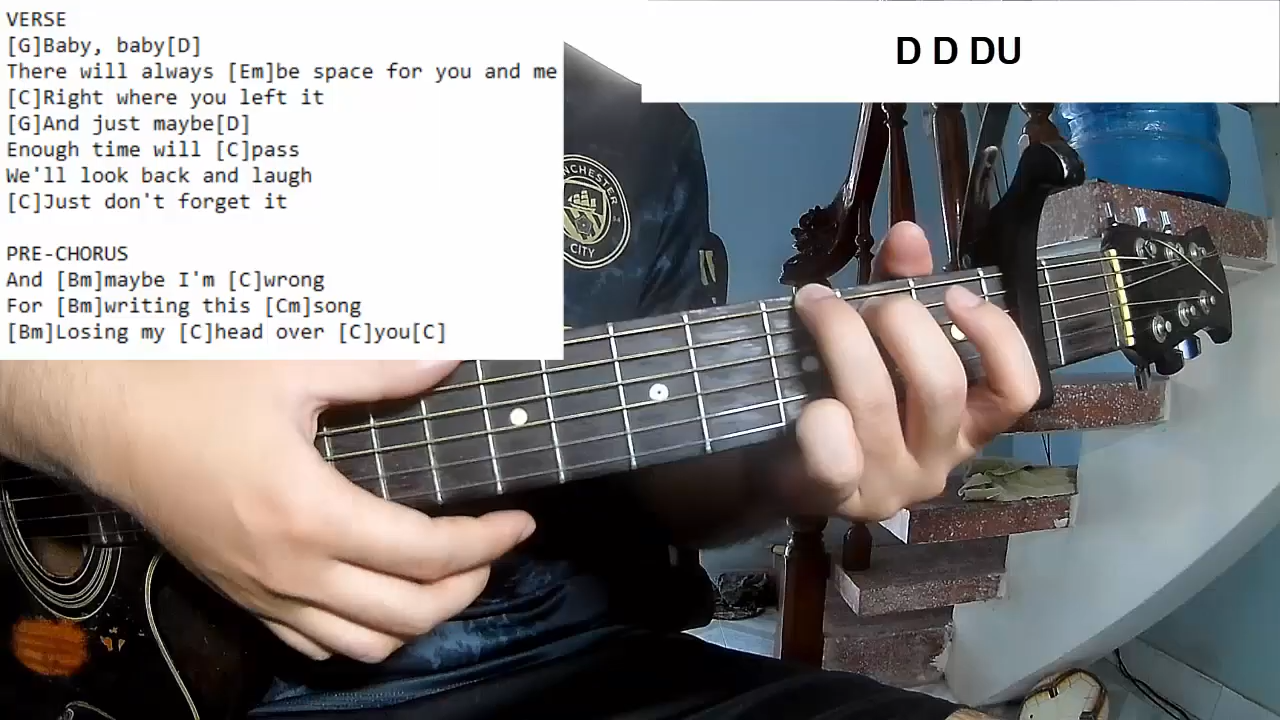 VERSE
[G]Baby, baby[D]
There will always [Em]be space for you and me
[C]Right where you left it
[G]And just maybe[D]
Enough time will [C]pass
We'll look back and laugh
[C]Just don't forget it
PRE-CHORUS
And [Bm]maybe I'm [C]wrong
For [Bm]writing this [Cm]song
[Bm]Losing my [C]head over [C]you[C]
D D DU
CITY